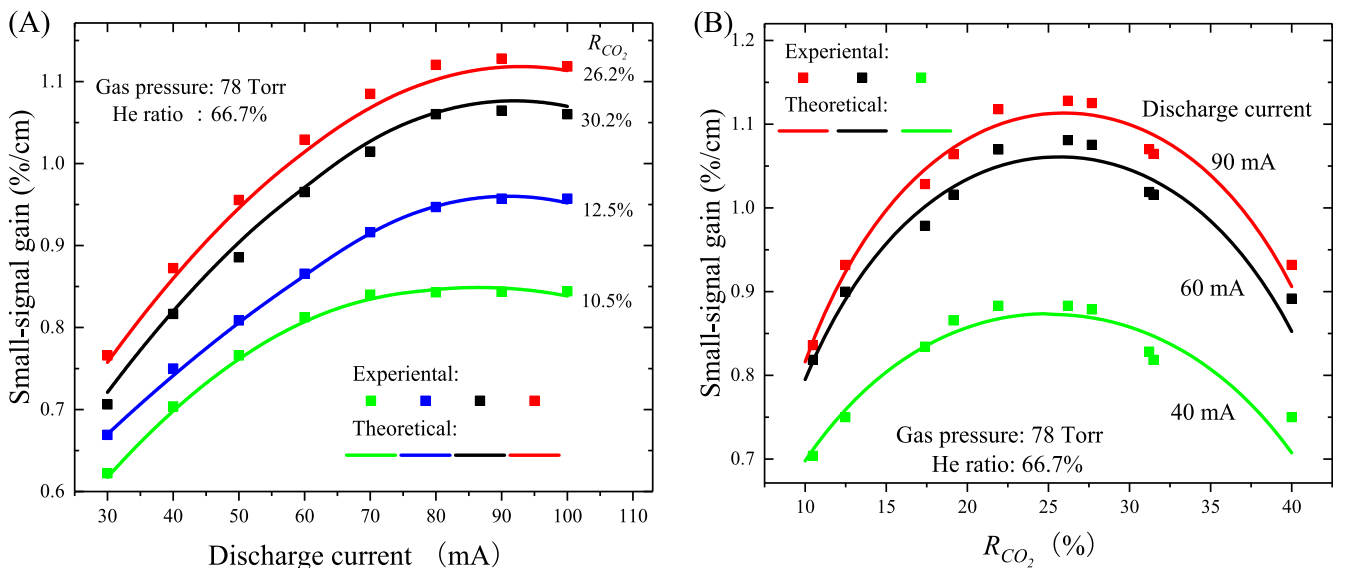 (A)
Small-signal gain (%/cm)
1.1
1.0
0.9
0.8
0.7
0.6
Gas pressure: 78 Torr
He ratio : 66.7%
R_{CO_2}
26.2%
30.2%
12.5%
10.5%
Experiental:
Theoretical:
30 40 50 60 70 80 90 100 110
Discharge current (mA)
(B)
Small-signal gain (%/cm)
1.2
1.1
1.0
0.9
0.8
0.7
Experiental:
Theoretical:
Discharge current
90 mA
60 mA
40 mA
Gas pressure: 78 Torr
He ratio: 66.7%
10 15 20 25 30 35 40
R_{CO_2} (%)